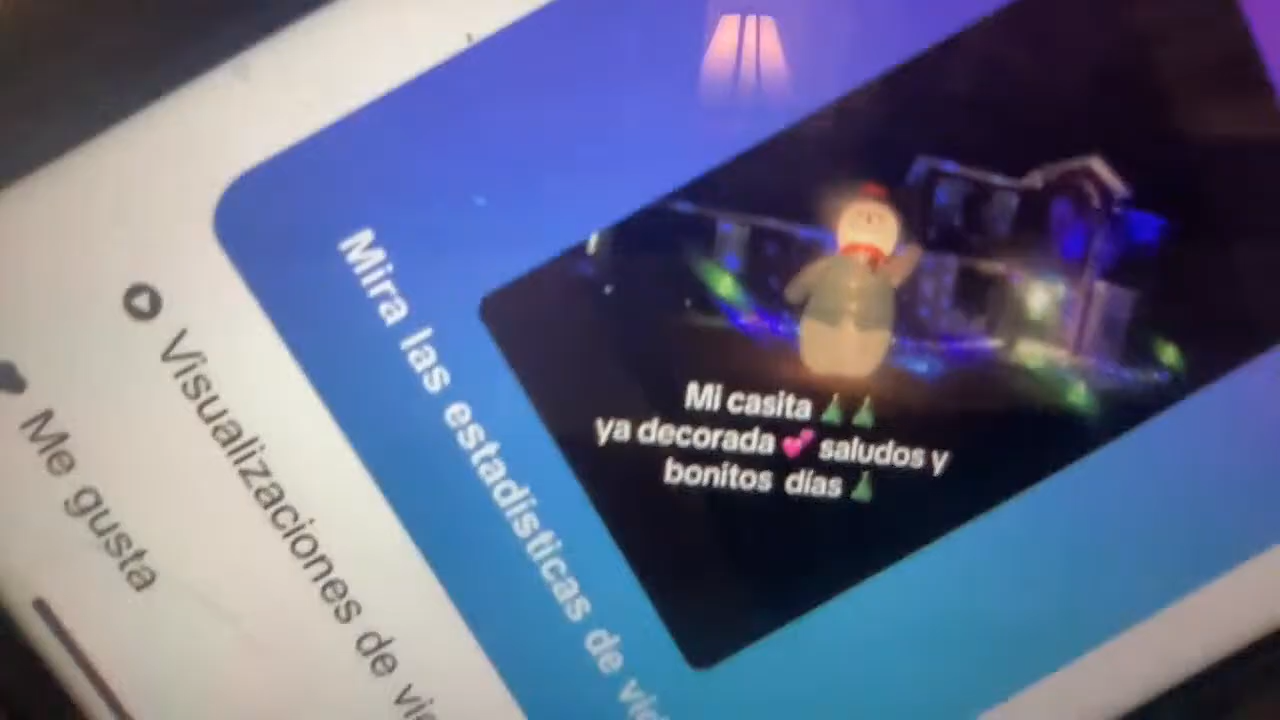 Mi casita 🌲🌲
ya decorada 💕 saludos y
bonitos días 🌲
Mira las estadísticas de
Visualizaciones de
Me gusta